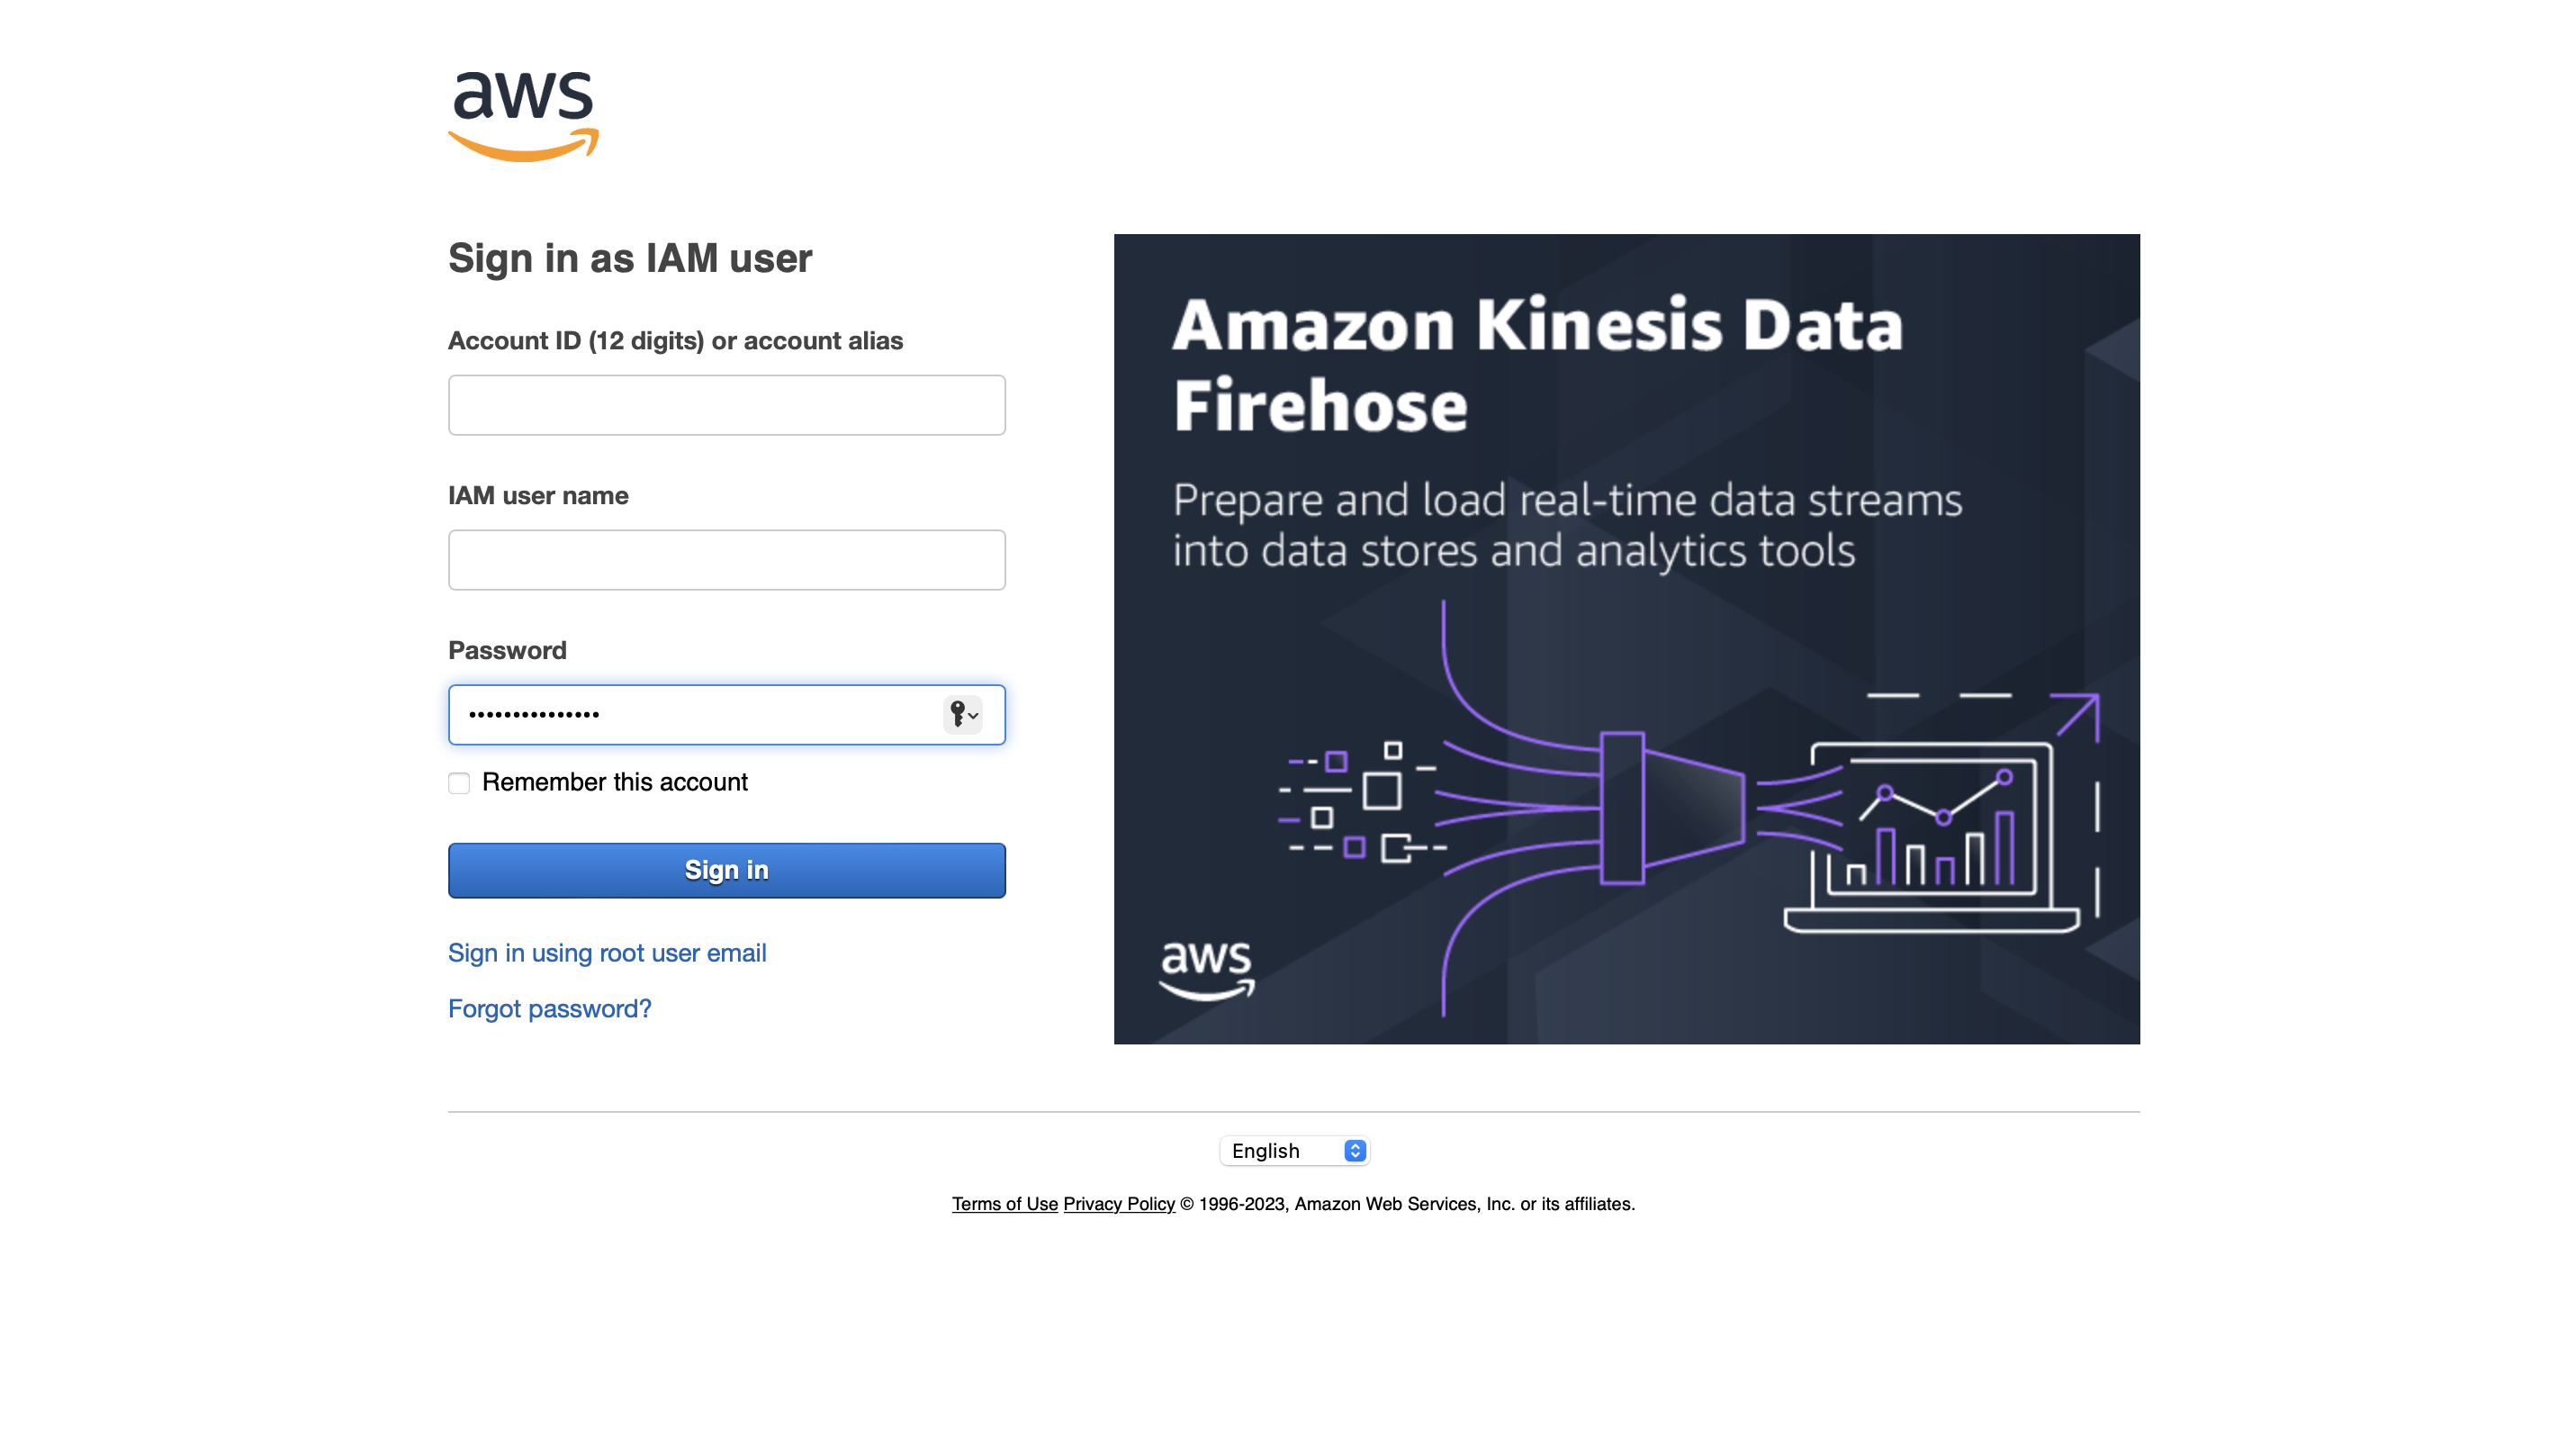 aws
Sign in as IAM user
Account ID (12 digits) or account alias
IAM user name
Password
•••••••••••••••
Remember this account
Sign in
Sign in using root user email
Forgot password?
Amazon Kinesis Data
Firehose
Prepare and load real-time data streams
into data stores and analytics tools
aws
English
Terms of Use Privacy Policy © 1996-2023, Amazon Web Services, Inc. or its affiliates.